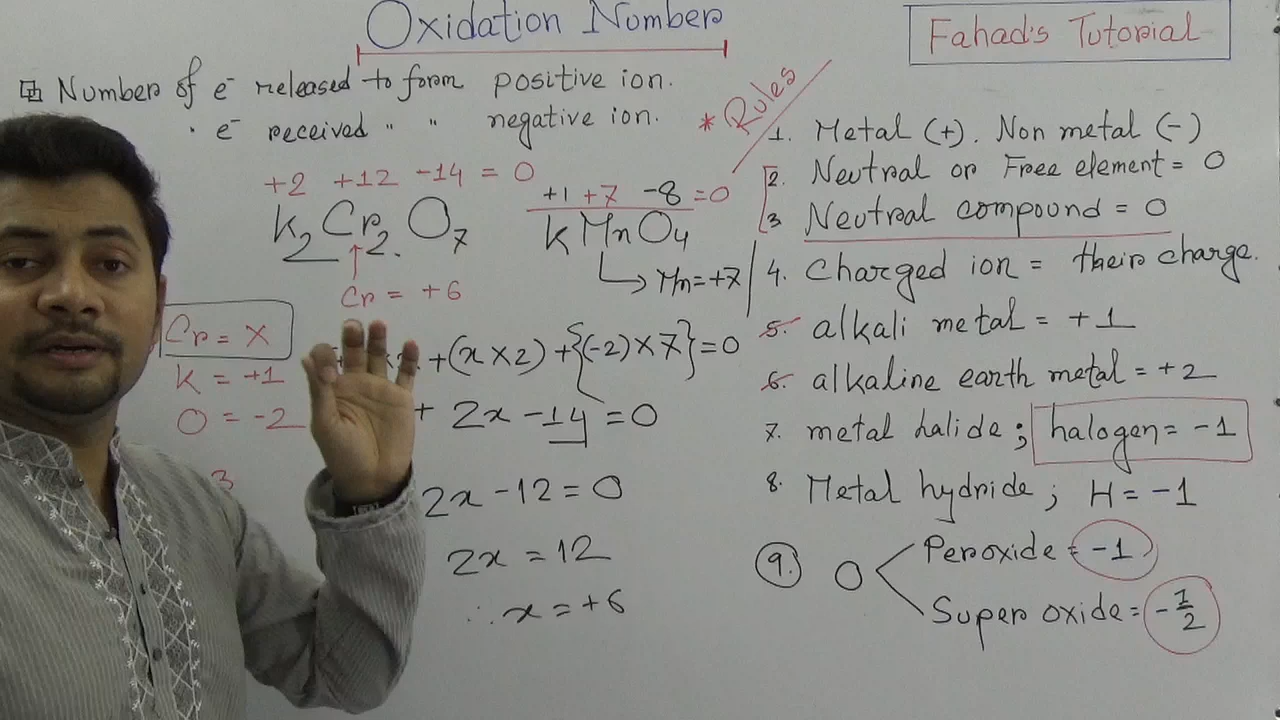 Oxidation Number
Fahad's Tutorial
Number of e⁻ released to form positive ion.
" e⁻ received " " negative ion.
* Rules
1. Metal (+). Non metal (-)
2. Neutral or Free element = 0
3 Neutral compound = 0
4. Charged ion = their charge.
5. alkali metal = +1
6. alkaline earth metal = +2
7. metal halide ; halogen = -1
8. Metal hydride ; H = -1
9. O
Peroxide = -1
Super oxide = -1/2
+2 +12 -14 = 0
K₂Cr₂O₇
Cr = +6
+1 +7 -8 = 0
KMnO₄
Mn = +7
Cr = x
K = +1
O = -2
3
+ (x×2) + {(-2)×7} = 0
+ 2x - 14 = 0
2x - 12 = 0
2x = 12
∴ x = +6